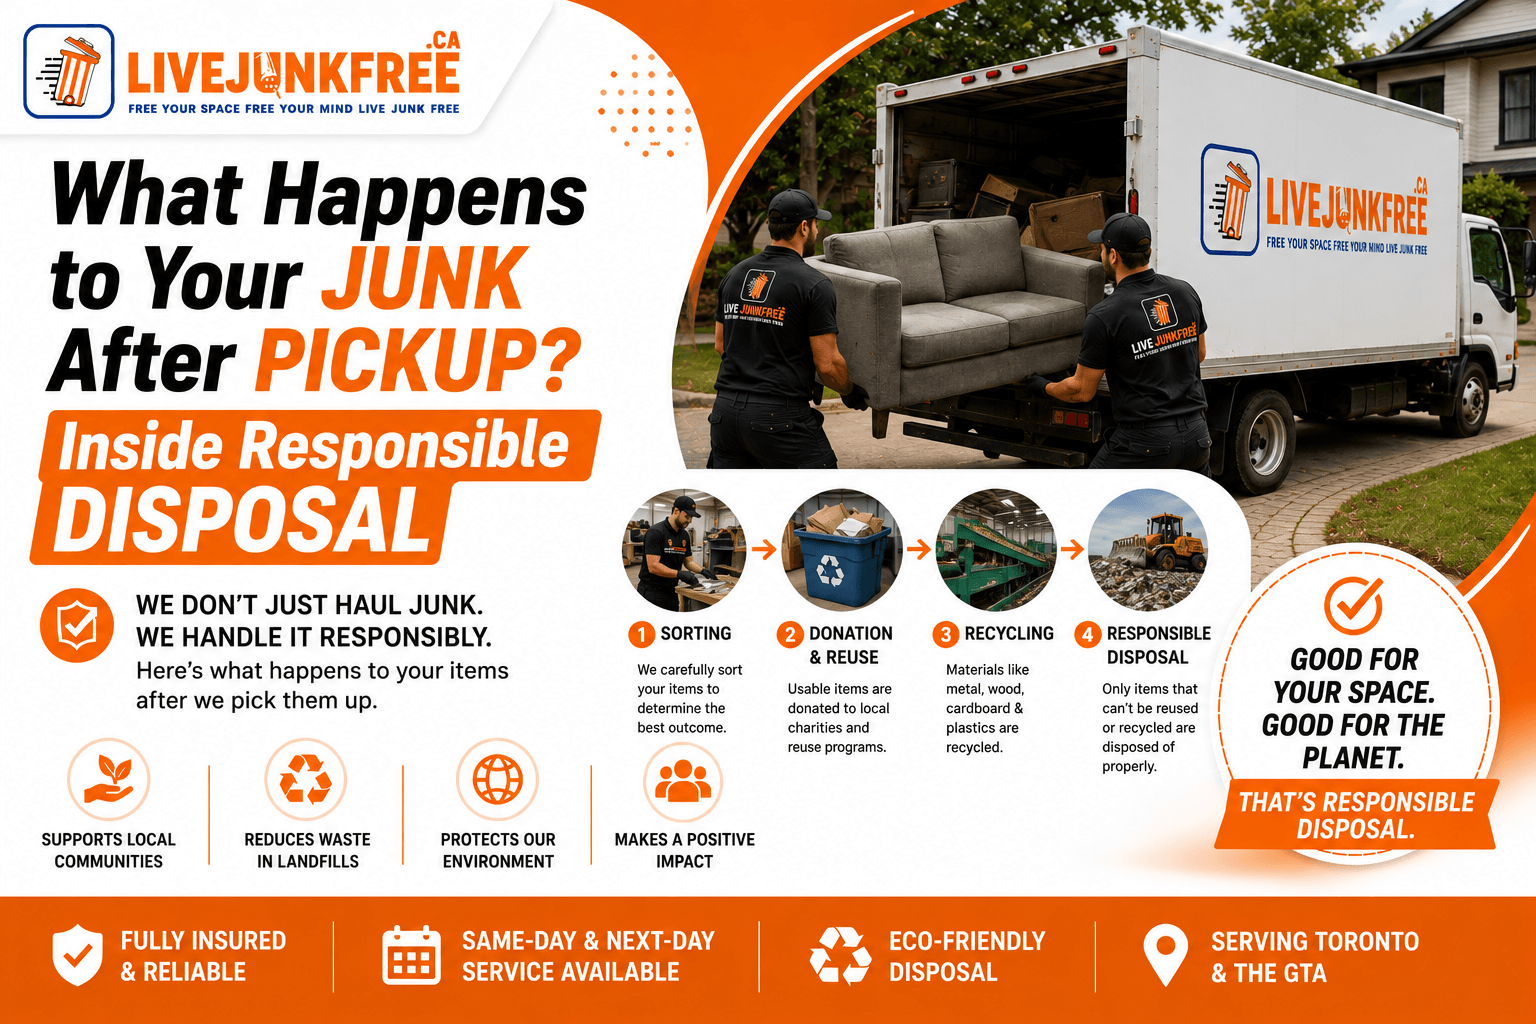 LIVEJUNKFREE.CA
FREE YOUR SPACE FREE YOUR MIND LIVE JUNK FREE
What Happens
to Your JUNK
After PICKUP?
Inside Responsible
DISPOSAL
WE DON'T JUST HAUL JUNK.
WE HANDLE IT RESPONSIBLY.
Here's what happens to your items
after we pick them up.
SUPPORTS LOCAL
COMMUNITIES
REDUCES WASTE
IN LANDFILLS
PROTECTS OUR
ENVIRONMENT
MAKES A POSITIVE
IMPACT
LIVEJUNKFREE.CA
FREE YOUR SPACE FREE YOUR MIND LIVE JUNK FREE
LIVE JUNKFREE
LIVE JUNKFREE
1 SORTING
We carefully sort
your items to
determine the
best outcome.
2 DONATION
& REUSE
Usable items are
donated to local
charities and
reuse programs.
3 RECYCLING
Materials like
metal, wood,
cardboard &
plastics are
recycled.
4 RESPONSIBLE
DISPOSAL
Only items that
can't be reused
or recycled are
disposed of
properly.
GOOD FOR
YOUR SPACE.
GOOD FOR THE
PLANET.
THAT'S RESPONSIBLE
DISPOSAL.
FULLY INSURED
& RELIABLE
SAME-DAY & NEXT-DAY
SERVICE AVAILABLE
ECO-FRIENDLY
DISPOSAL
SERVING TORONTO
& THE GTA